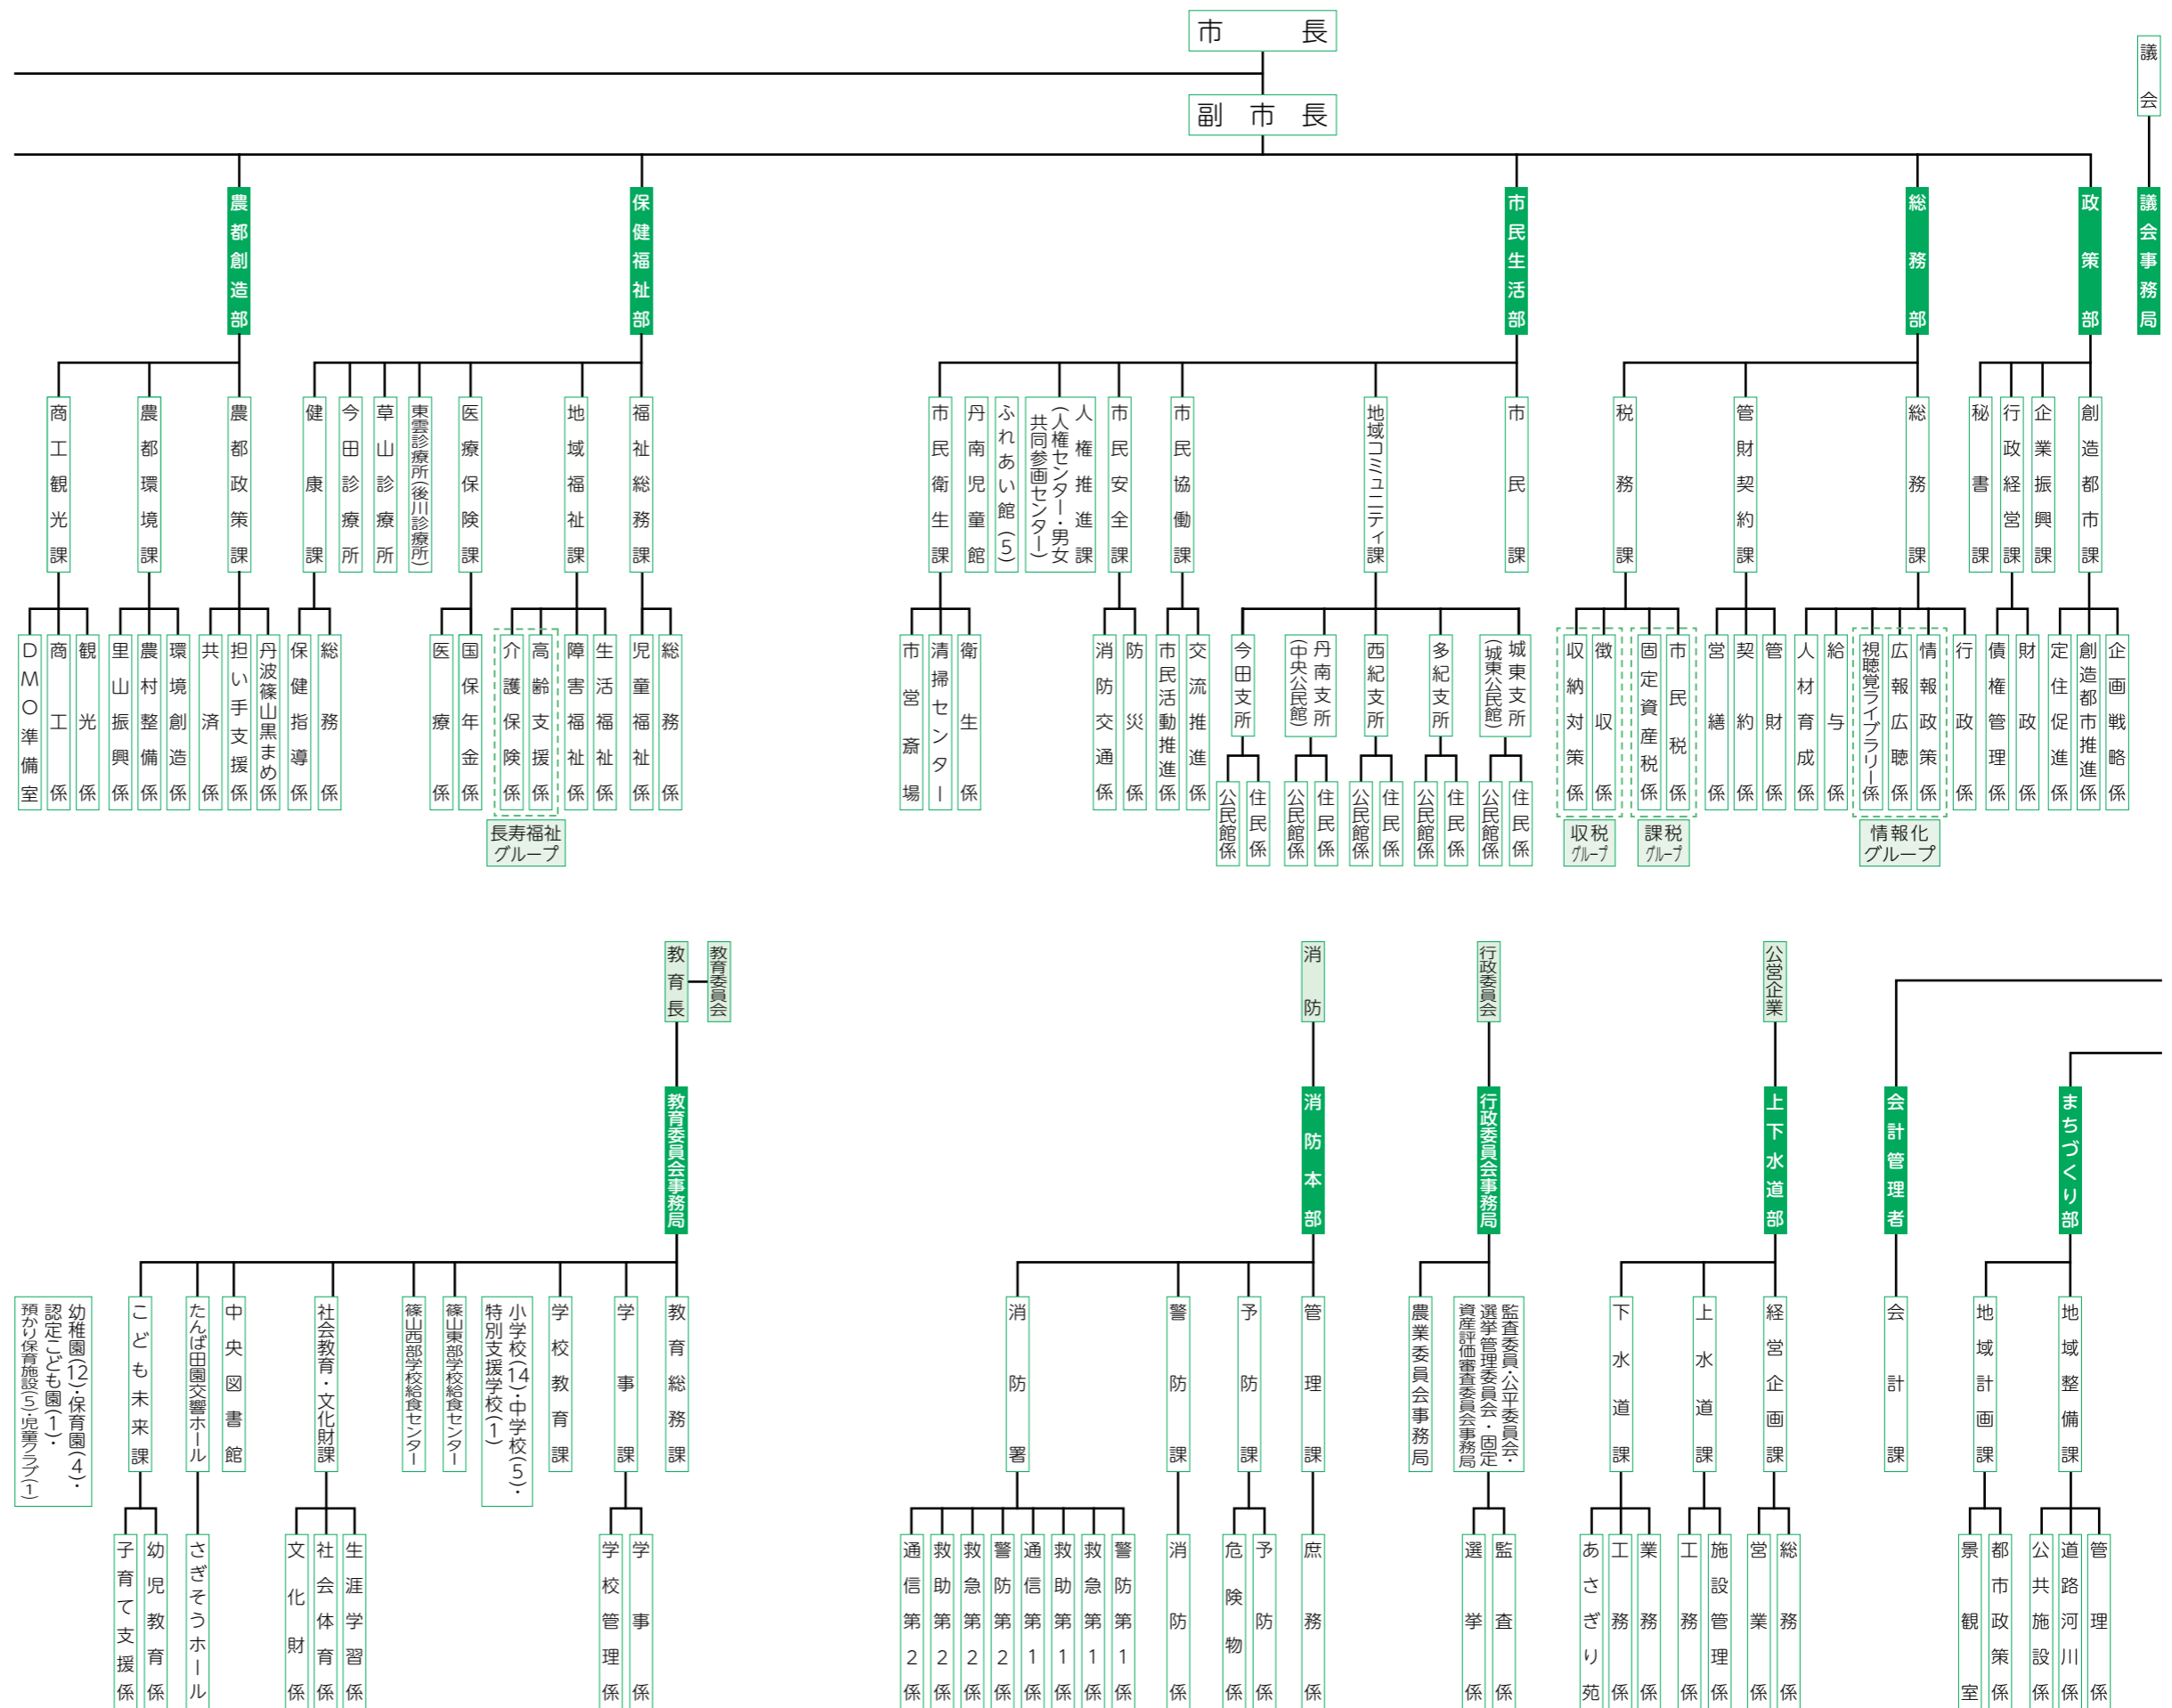 市長
副市長
議会
議会事務局
政策部
創造都市課
企画戦略係
創造都市推進係
定住促進係
企業振興課
行政経営課
財政係
債権管理係
秘書課
総務部
総務課
行政係
情報政策係
広報広聴係
視聴覚ライブラリー係
情報化
グループ
給与係
人材育成係
管財契約課
管財係
契約係
営繕係
税務課
市民税係
固定資産税係
課税
グループ
徴収係
収納対策係
収税
グループ
市民生活部
市民課
地域コミュニティ課
城東支所
(城東公民館)
住民係
公民館係
多紀支所
住民係
公民館係
西紀支所
住民係
公民館係
丹南支所
(中央公民館)
住民係
公民館係
今田支所
住民係
公民館係
市民協働課
交流推進係
市民活動推進係
市民安全課
防災係
消防交通係
人権推進課
(人権センター・男女
共同参画センター)
ふれあい館(5)
丹南児童館
市民衛生課
衛生係
清掃センター
市営斎場
保健福祉部
福祉総務課
総務係
児童福祉係
地域福祉課
生活福祉係
障害福祉係
高齢支援係
介護保険係
長寿福祉
グループ
医療保険課
国保年金係
医療係
東雲診療所(後川診療所)
草山診療所
今田診療所
健康課
総務係
保健指導係
農都創造部
農都政策課
丹波篠山黒まめ係
担い手支援係
共済係
農都環境課
環境創造係
農村整備係
里山振興係
商工観光課
観光係
商工係
DMO準備室
まちづくり部
地域整備課
管理係
道路河川係
公共施設係
地域計画課
都市政策係
景観室
会計管理者
会計課
公営企業
上下水道部
経営企画課
総務係
営業係
上水道課
施設管理係
工務係
下水道課
業務係
工務係
あさぎり苑
行政委員会
行政委員会事務局
監査委員・公平委員会・
選挙管理委員会・固定
資産評価審査委員会事務局
監査係
選挙係
農業委員会事務局
消防
消防本部
管理課
庶務係
予防課
予防係
危険物係
警防課
消防係
消防署
警防第1係
救急第1係
救助第1係
通信第1係
警防第2係
救急第2係
救助第2係
通信第2係
教育委員会
教育長
教育委員会事務局
教育総務課
学事課
学事係
学校管理係
学校教育課
小学校(14)・中学校(5)・
特別支援学校(1)
篠山東部学校給食センター
篠山西部学校給食センター
社会教育・文化財課
生涯学習係
社会体育係
文化財係
中央図書館
たんば田園交響ホール
さぎそうホール
こども未来課
幼児教育係
子育て支援係
幼稚園(12)・保育園(4)・
認定こども園(1)・
預かり保育施設(5)・児童クラブ(1)